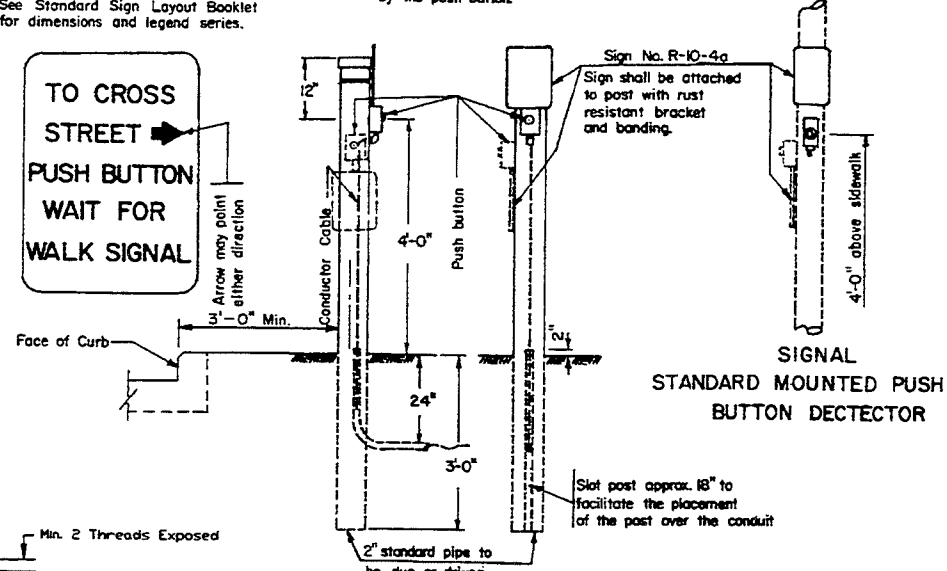 See Standard Sign Layout Booklet
for dimensions and legend series.
by the push button.
TO CROSS
STREET
PUSH BUTTON
WAIT FOR
WALK SIGNAL
Arrow may point
either direction
3'-0" Min.
Face of Curb
12"
Conductor Cable
4'-0"
Push button
24"
3'-0"
2"
Sign No. R-10-4a
Sign shall be attached
to post with rust
resistant bracket
and banding.
4'-0" above sidewalk
SIGNAL
STANDARD MOUNTED PUSH
BUTTON DECTECTOR
Slot post approx. 18" to
facilitate the placement
of the post over the conduit
Min. 2 Threads Exposed
2" standard pipe to
be dug or driven